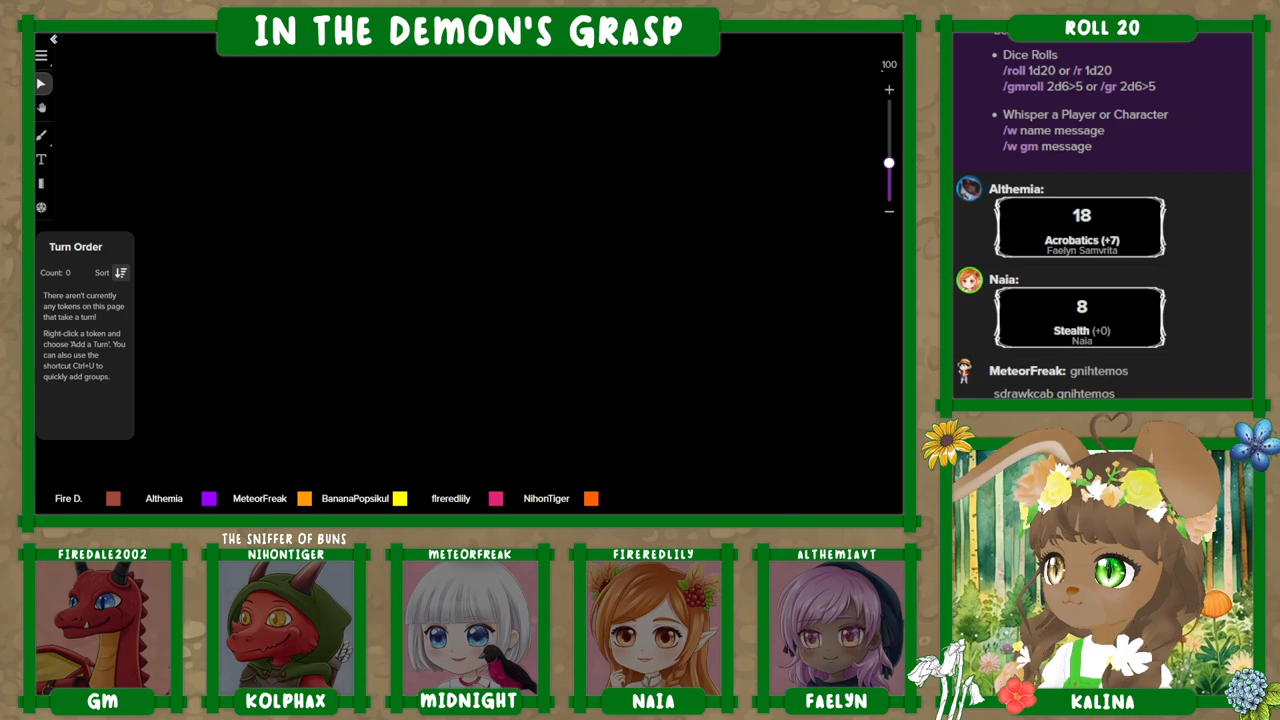 IN THE DEMON'S GRASP
100
Turn Order
Count: 0 Sort
There aren't currently
any tokens on this page
that take a turn!
Right-click a token and
choose 'Add a Turn'. You
can also use the
shortcut Ctrl+U to
quickly add groups.
Fire D. Althemia MeteorFreak BananaPopsikul fireredlily NihonTiger
ROLL 20
• Dice Rolls
/roll 1d20 or /r 1d20
/gmroll 2d6>5 or /gr 2d6>5
• Whisper a Player or Character
/w name message
/w gm message
Althemia:
18
Acrobatics (+7)
Faelyn Samvrita
Naia:
8
Stealth (+0)
Naia
MeteorFreak: gnihtemos
sdrawkcab gnihtemos
FIREDALE2002
GM
THE SNIFFER OF BUNS
NIHONTIGER
KOLPHAX
METEORFREAK
MIDNIGHT
FIREREDLILY
NAIA
ALTHEMIAVT
FAELYN
KALINA